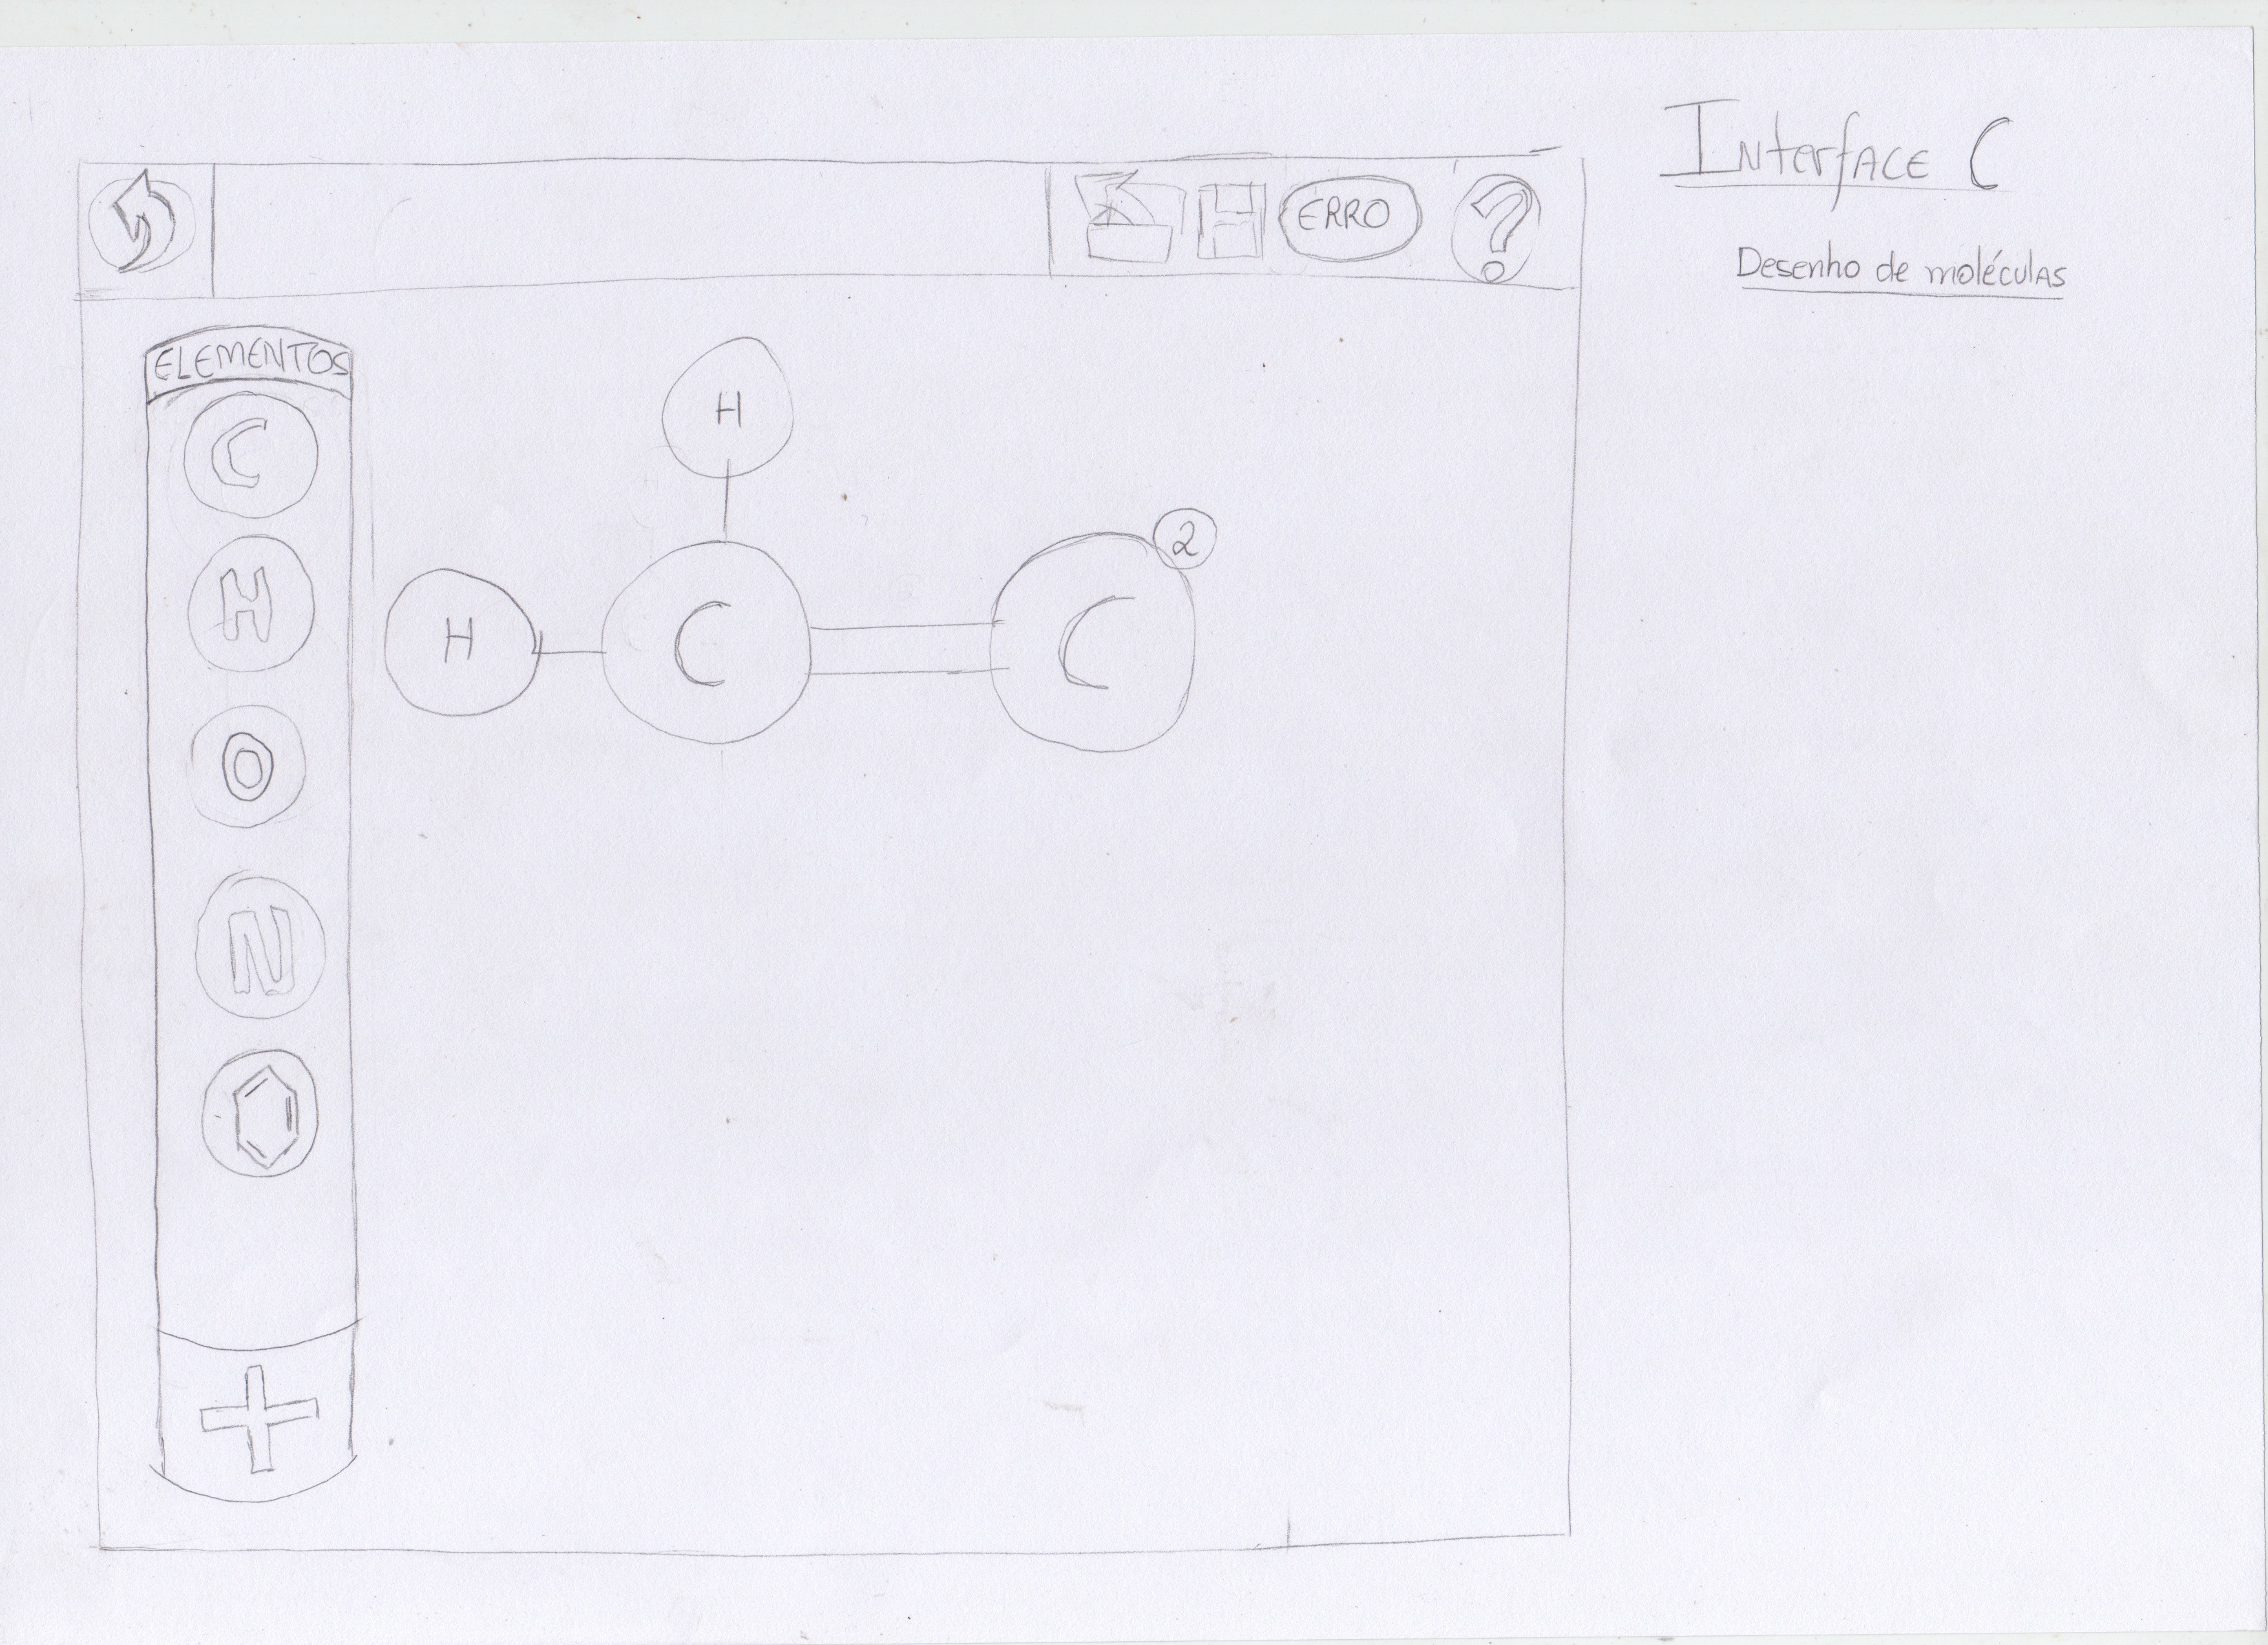 Interface C
Desenho de moléculas
ERRO
?
ELEMENTOS
C
H
O
N
H
H
C
C
2